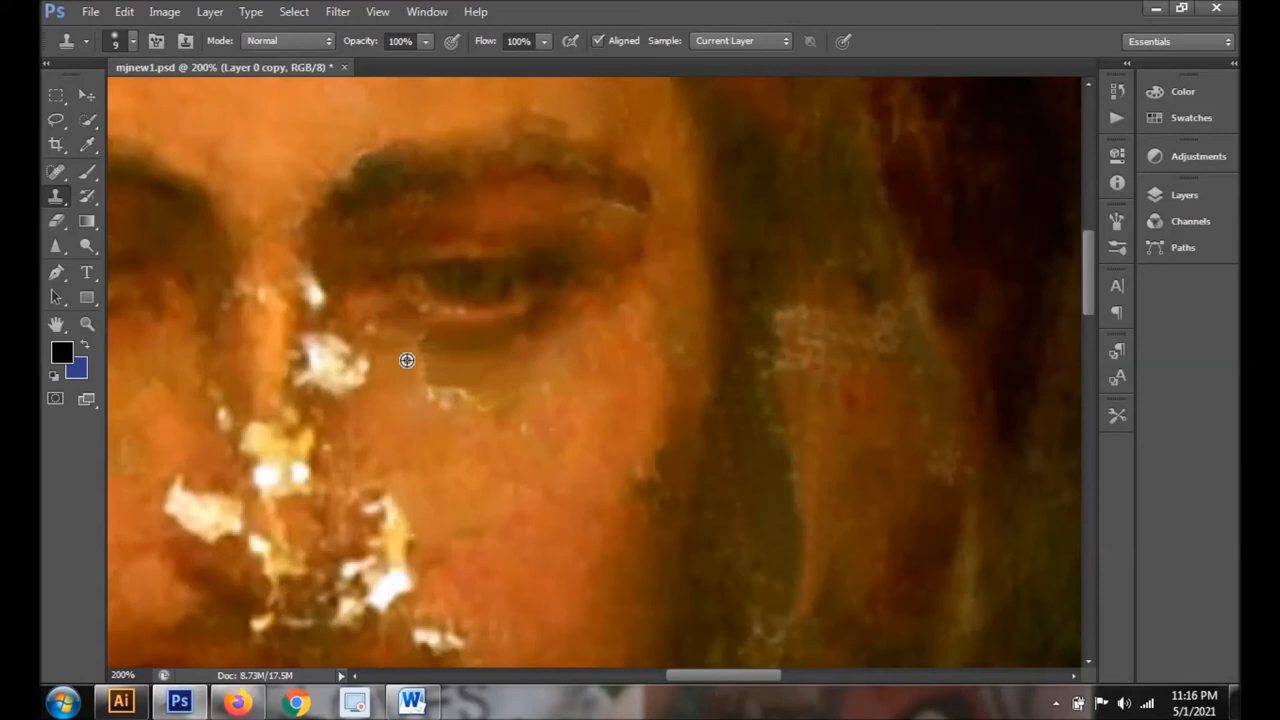 Ps File Edit Image Layer Type Select Filter View Window Help
9 Mode: Normal Opacity: 100% Flow: 100% Aligned Sample: Current Layer Essentials
mjnew1.psd @ 200% (Layer 0 copy, RGB/8) * ×
Color
Swatches
Adjustments
Layers
Channels
Paths
200% Doc: 8.73M/17.5M
Ai Ps W 11:16 PM
5/1/2021